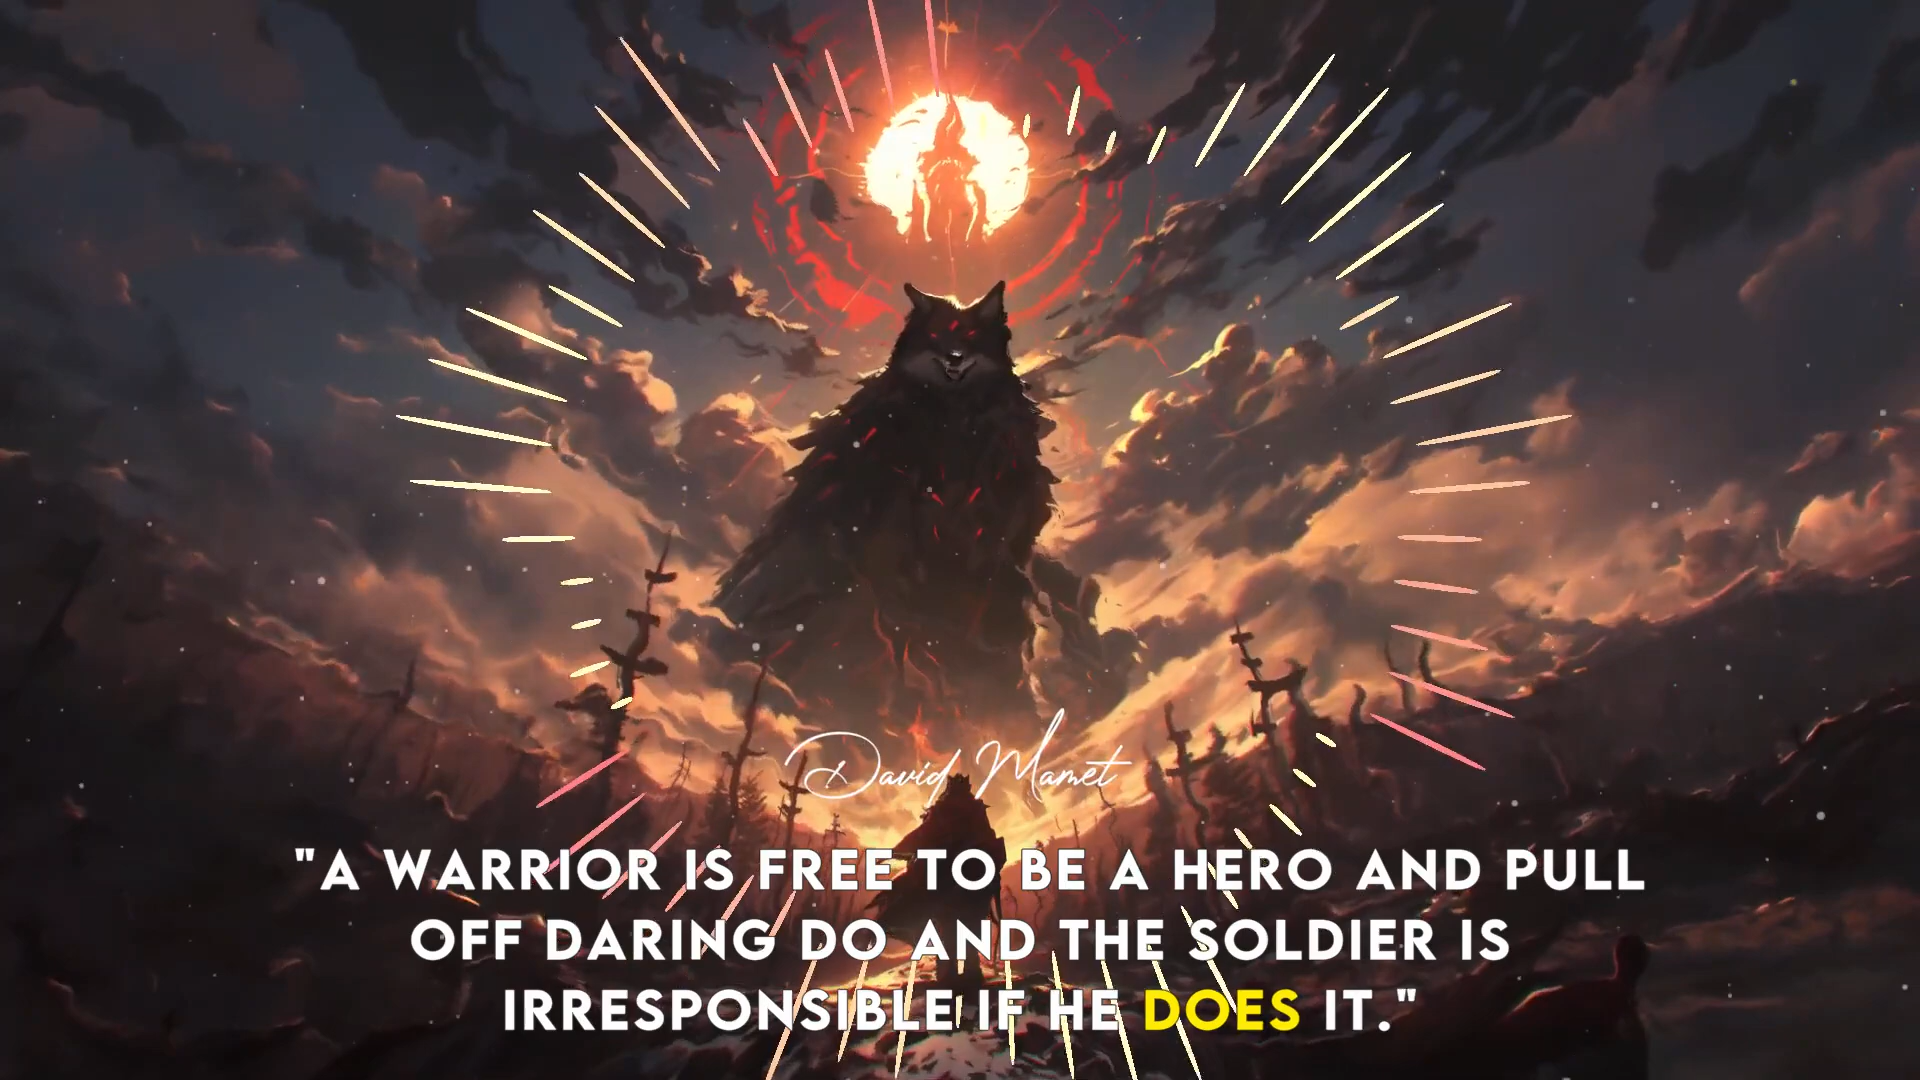 David Mamet
"A WARRIOR IS FREE TO BE A HERO AND PULL
OFF DARING DO AND THE SOLDIER IS
IRRESPONSIBLE IF HE DOES IT."